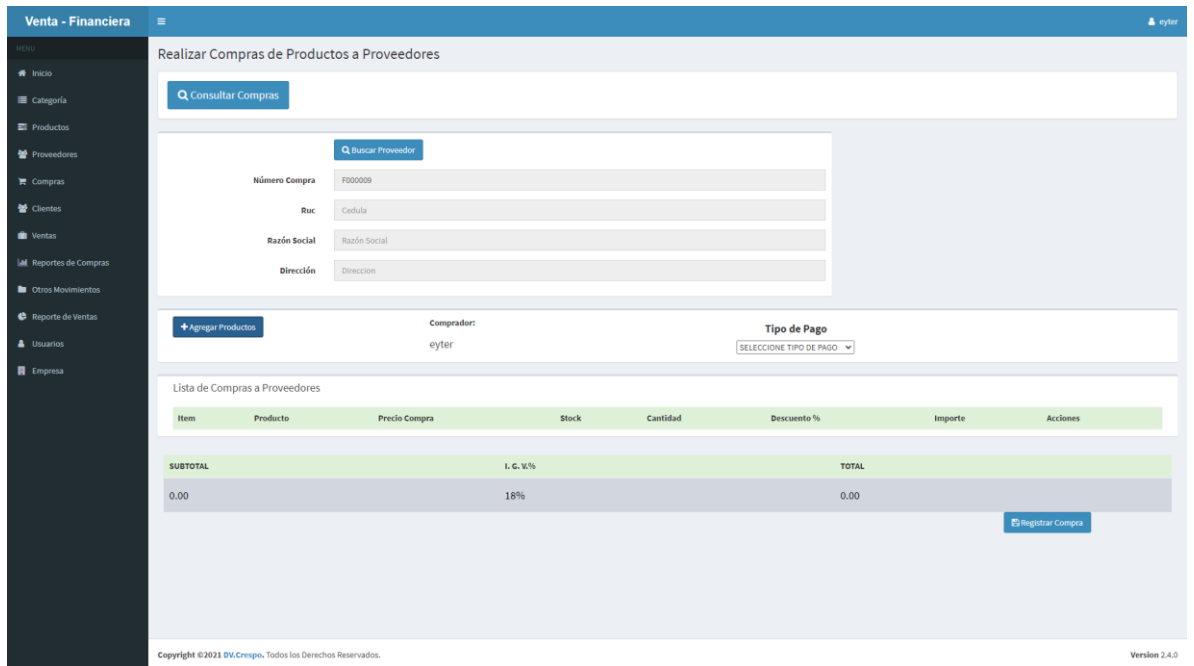 Venta - Financiera
eyter
MENU
Inicio
Categoría
Productos
Proveedores
Compras
Clientes
Ventas
Reportes de Compras
Otros Movimientos
Reporte de Ventas
Usuarios
Empresa
Realizar Compras de Productos a Proveedores
Consultar Compras
Buscar Proveedor
Número Compra F000009
Ruc Cedula
Razón Social Razón Social
Dirección Direccion
Agregar Productos
Comprador:
eyter
Tipo de Pago
SELECCIONE TIPO DE PAGO
Lista de Compras a Proveedores
Item Producto Precio Compra Stock Cantidad Descuento % Importe Acciones
SUBTOTAL I. G. V.% TOTAL
0.00 18% 0.00
Registrar Compra
Copyright ©2021 DV.Crespo. Todos los Derechos Reservados. Version 2.4.0